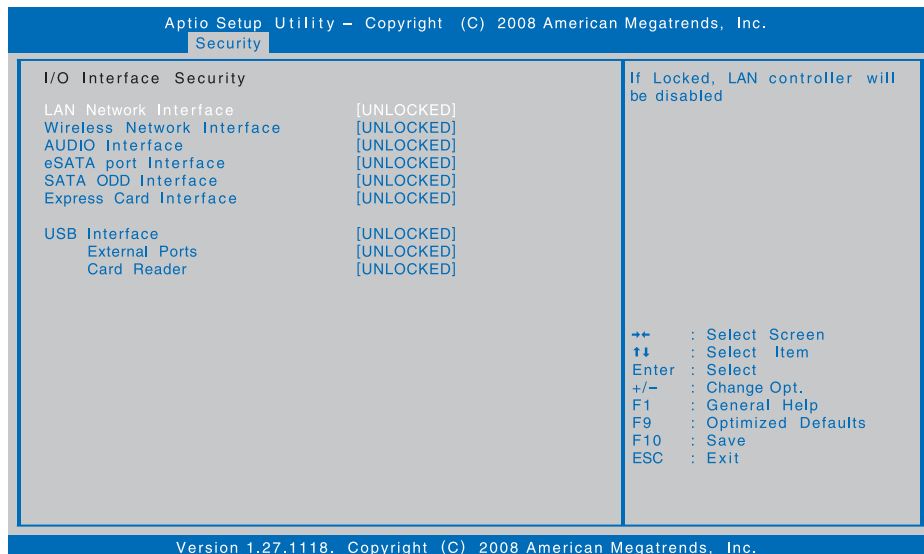 Aptio Setup Utility – Copyright (C) 2008 American Megatrends, Inc.
Security
I/O Interface Security
LAN Network Interface [UNLOCKED]
Wireless Network Interface [UNLOCKED]
AUDIO Interface [UNLOCKED]
eSATA port Interface [UNLOCKED]
SATA ODD Interface [UNLOCKED]
Express Card Interface [UNLOCKED]
USB Interface [UNLOCKED]
External Ports [UNLOCKED]
Card Reader [UNLOCKED]
If Locked, LAN controller will
be disabled
→← : Select Screen
↑↓ : Select Item
Enter : Select
+/– : Change Opt.
F1 : General Help
F9 : Optimized Defaults
F10 : Save
ESC : Exit
Version 1.27.1118. Copyright (C) 2008 American Megatrends, Inc.